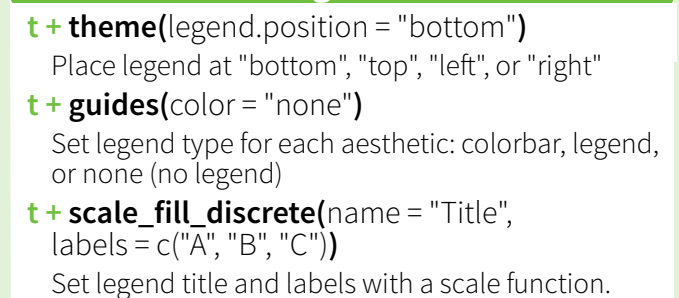 t + theme(legend.position = "bottom")
Place legend at "bottom", "top", "left", or "right"
t + guides(color = "none")
Set legend type for each aesthetic: colorbar, legend,
or none (no legend)
t + scale_fill_discrete(name = "Title",
labels = c("A", "B", "C"))
Set legend title and labels with a scale function.